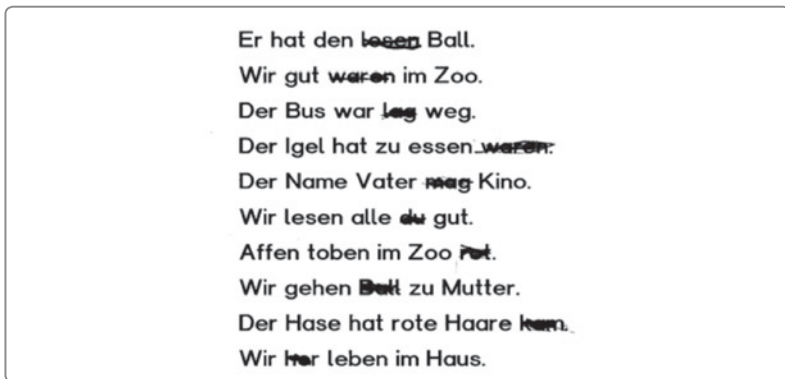 Er hat den lesen Ball.
Wir gut waren im Zoo.
Der Bus war lag weg.
Der Igel hat zu essen waren.
Der Name Vater mag Kino.
Wir lesen alle du gut.
Affen toben im Zoo rot.
Wir gehen Ball zu Mutter.
Der Hase hat rote Haare kam.
Wir her leben im Haus.